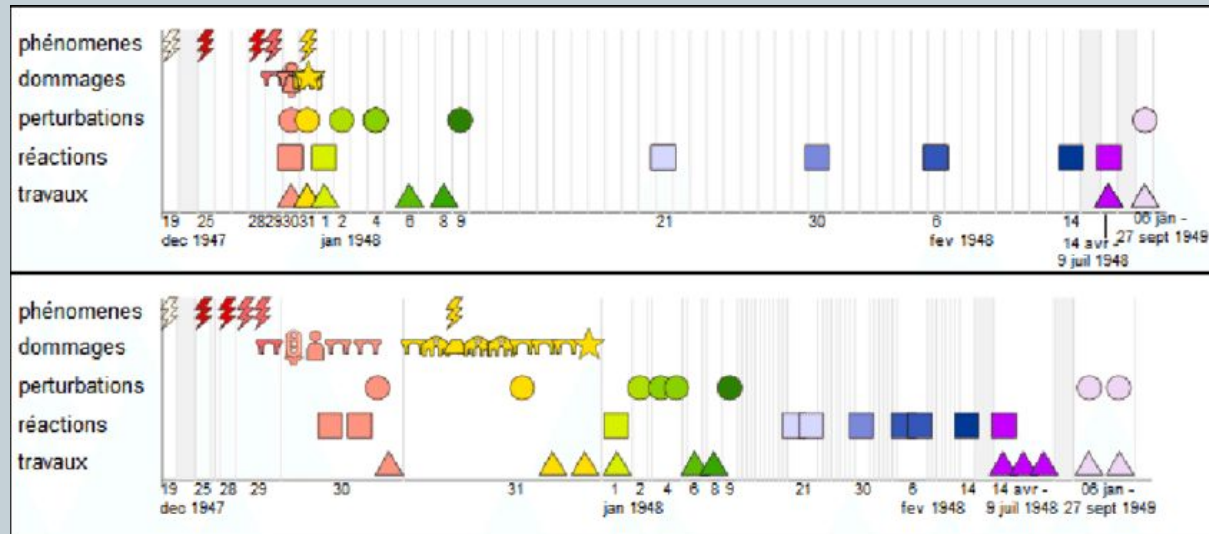 phénomenes
dommages
perturbations
réactions
travaux
19 25 28 29 30 31 1 2 4 6 8 9 21 30 6 14 06 jan -
dec 1947 jan 1948 fev 1948 14 avr - 27 sept 1949
9 juil 1948
phénomenes
dommages
perturbations
réactions
travaux
19 25 28 29 30 31 1 2 4 6 8 9 21 30 6 14 14 avr - 06 jan -
dec 1947 jan 1948 fev 1948 9 juil 1948 27 sept 1949